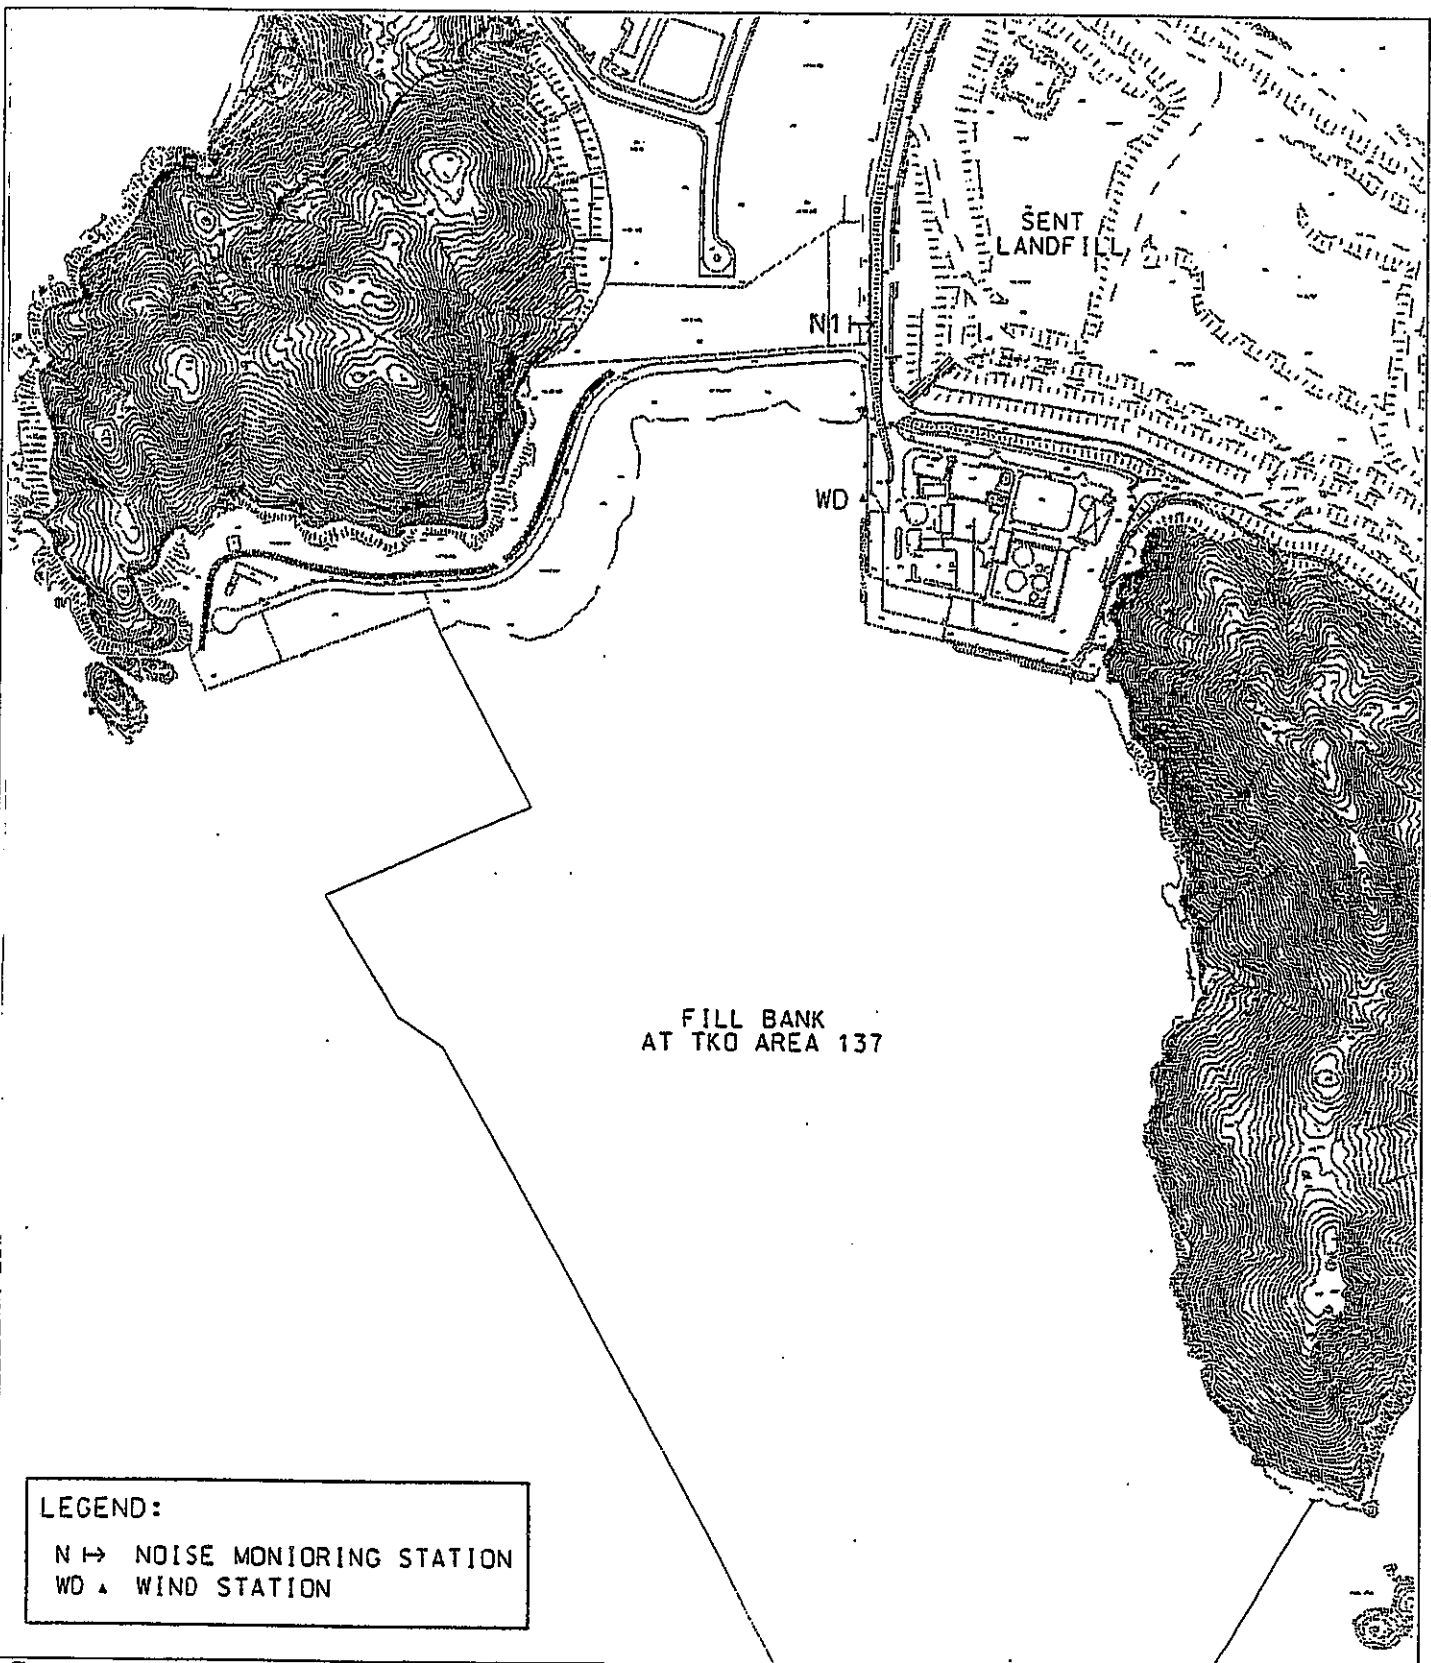 SENT
LANDFILL
N1
WD
FILL BANK
AT TKO AREA 137
LEGEND:
N ↦ NOISE MONIORING STATION
WD ▲ WIND STATION